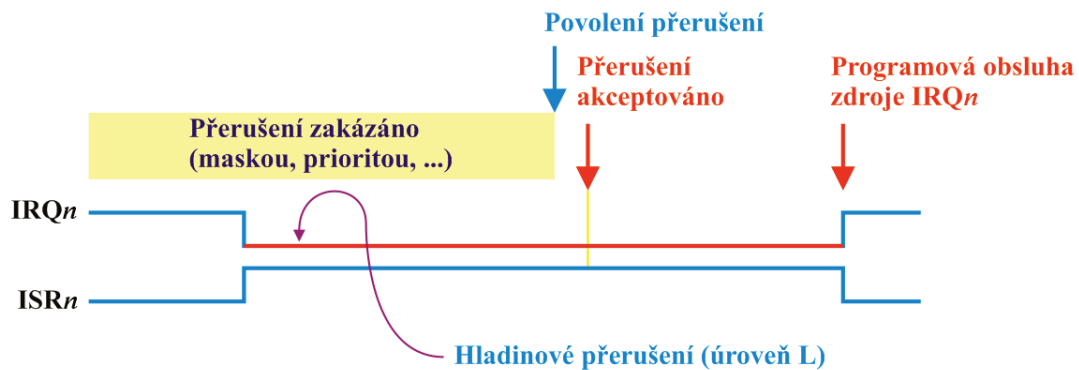 Povolení přerušení
Přerušení
akceptováno
Programová obsluha
zdroje IRQn
Přerušení zakázáno
(maskou, prioritou, ...)
IRQn
ISRn
Hladinové přerušení (úroveň L)